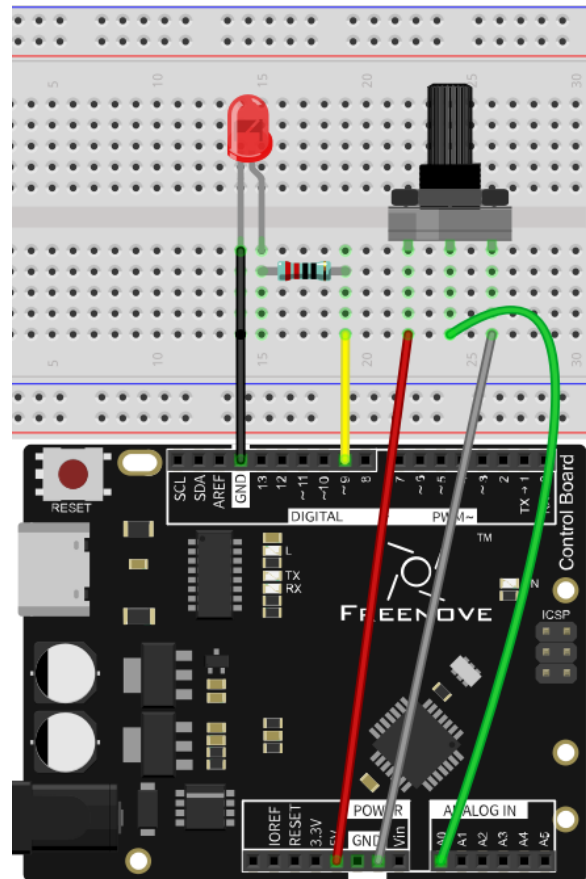 5 10 15 20 25 30
5 10 15 20 25 30
RESET
SCL
SDA
AREF
GND
13
12
~11
~10
~9
8
7
~6
~5
~3
2
TX→1
DIGITAL PWM~
TM
Control Board
L
TX
RX
FREENOVE
ICSP
IOREF
RESET
3.3V
5V
GND
Vin
POWER
ANALOG IN
A0
A1
A2
A3
A4
A5